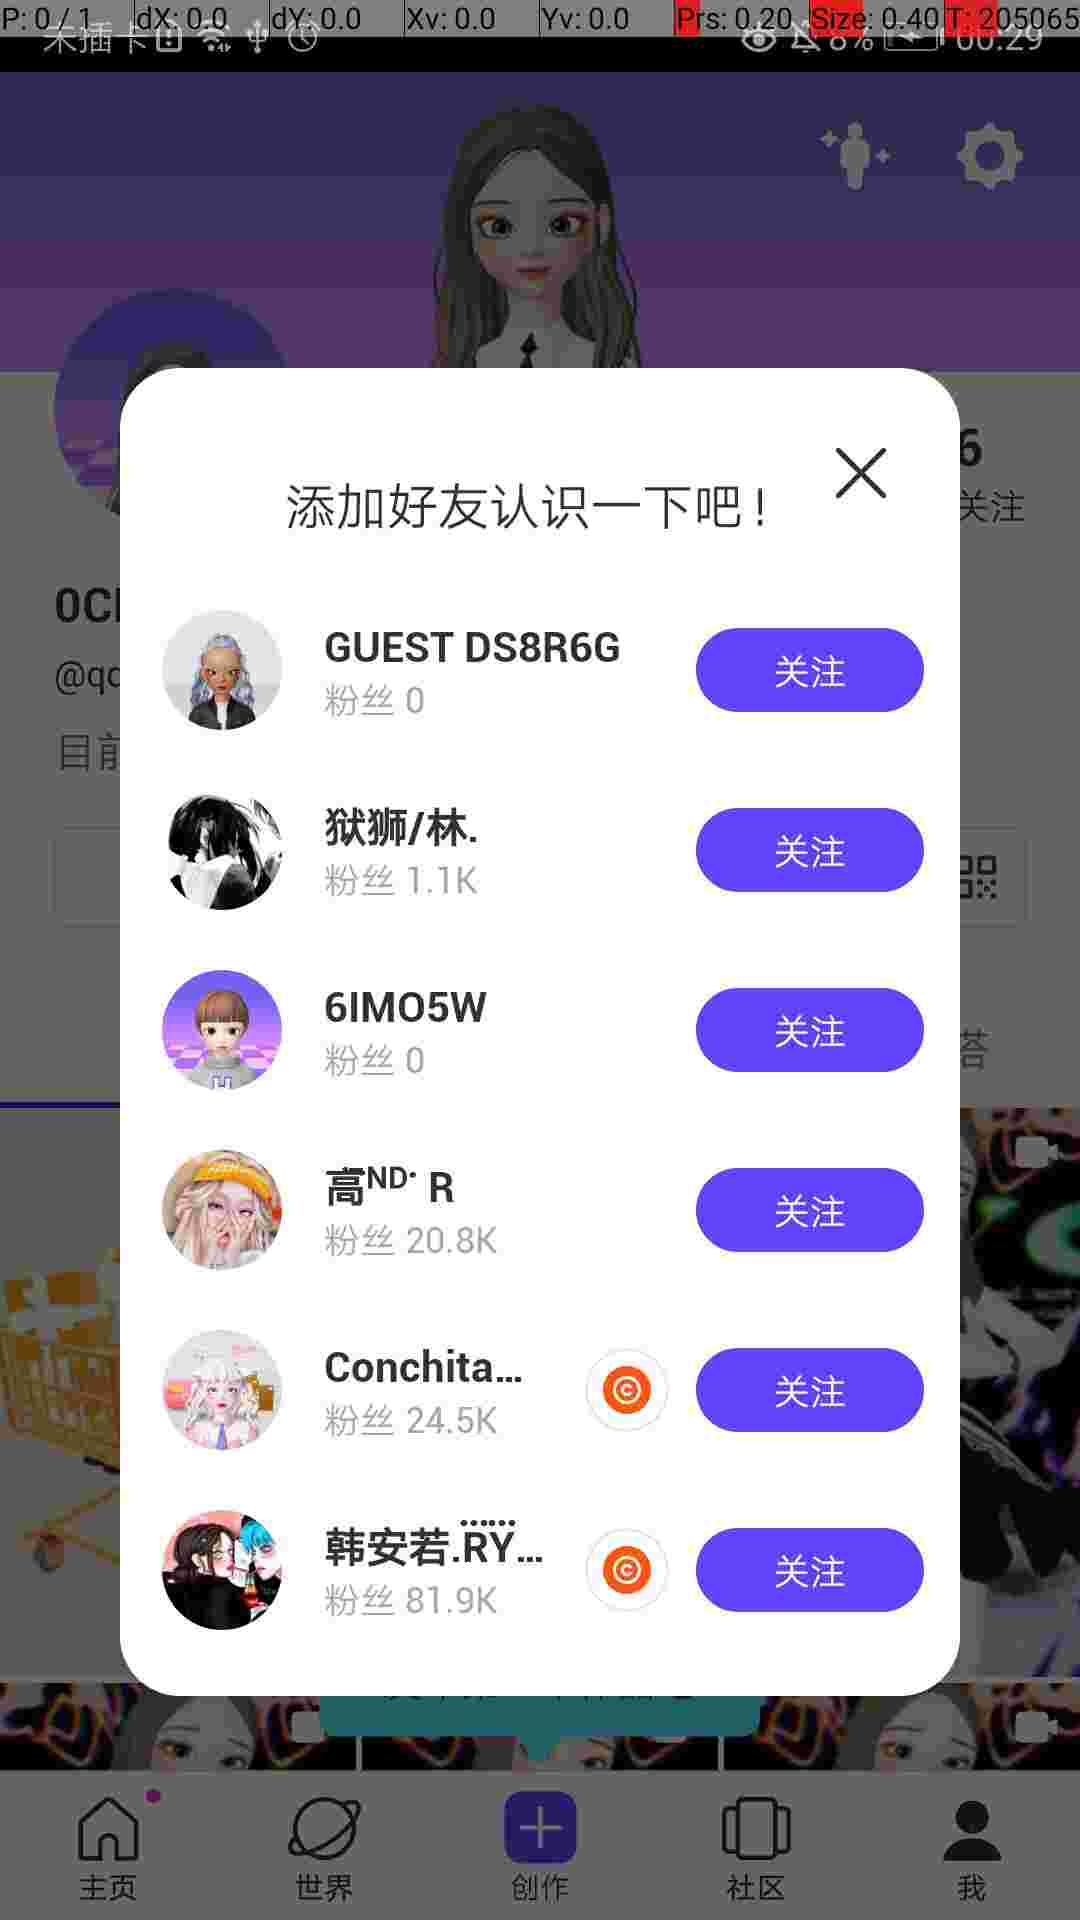 P: 0 / 1 dX: 0.0 dY: 0.0 Xv: 0.0 Yv: 0.0 Prs: 0.20 Size: 0.40 T: 205065
未插卡 8% 00:29
6
关注
添加好友认识一下吧!
0C
@qc
目前
GUEST DS8R6G
粉丝 0
关注
狱狮/林.
粉丝 1.1K
关注
6IMO5W
粉丝 0
关注
答
高ᴺᴰ· R
粉丝 20.8K
关注
Conchita...
粉丝 24.5K
关注
韩安若.RY...
粉丝 81.9K
关注
主页
世界
创作
社区
我